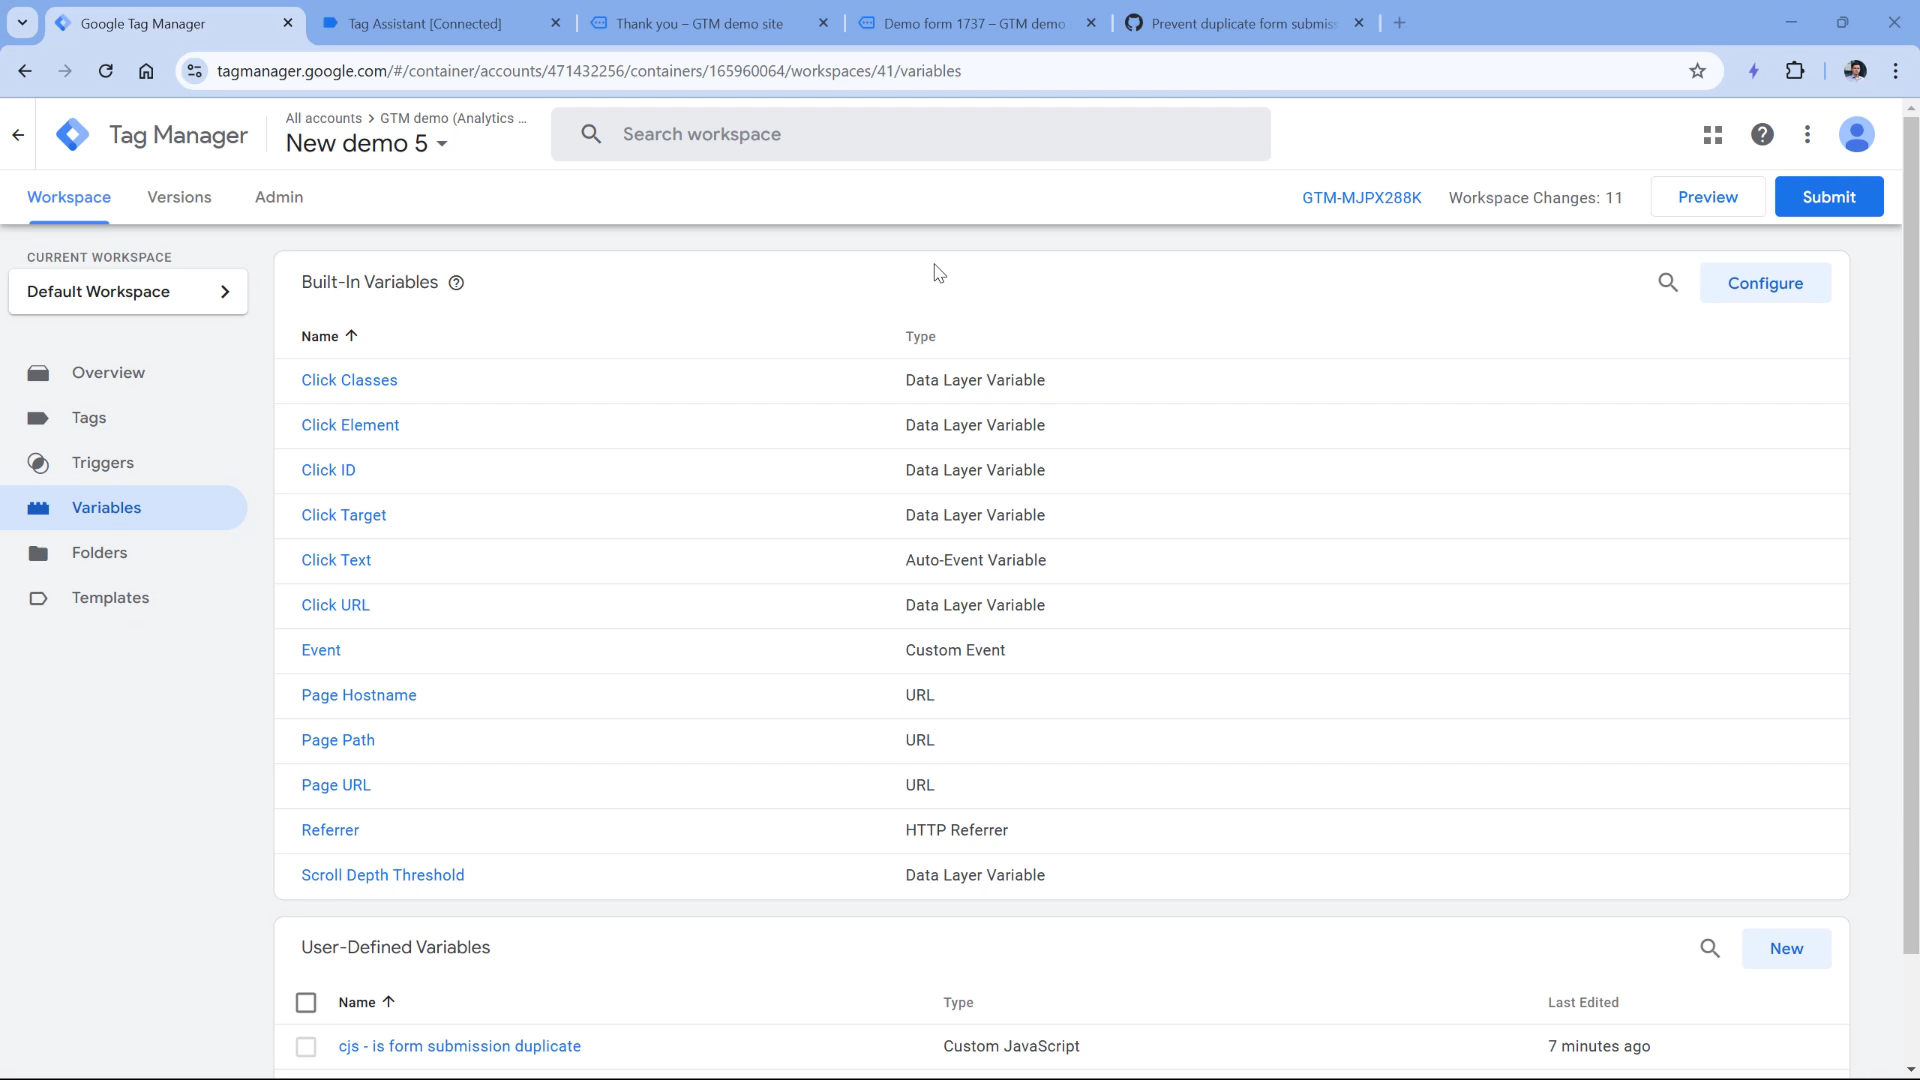 Google Tag Manager
Tag Assistant [Connected]
Thank you – GTM demo site
Demo form 1737 – GTM demo
Prevent duplicate form submis
tagmanager.google.com/#/container/accounts/471432256/containers/165960064/workspaces/41/variables
Tag Manager
All accounts > GTM demo (Analytics ...
New demo 5
Search workspace
Workspace
Versions
Admin
GTM-MJPX288K
Workspace Changes: 11
Preview
Submit
CURRENT WORKSPACE
Default Workspace
Overview
Tags
Triggers
Variables
Folders
Templates
Built-In Variables
Configure
Name
Type
Click Classes
Data Layer Variable
Click Element
Data Layer Variable
Click ID
Data Layer Variable
Click Target
Data Layer Variable
Click Text
Auto-Event Variable
Click URL
Data Layer Variable
Event
Custom Event
Page Hostname
URL
Page Path
URL
Page URL
URL
Referrer
HTTP Referrer
Scroll Depth Threshold
Data Layer Variable
User-Defined Variables
New
Name
Type
Last Edited
cjs - is form submission duplicate
Custom JavaScript
7 minutes ago